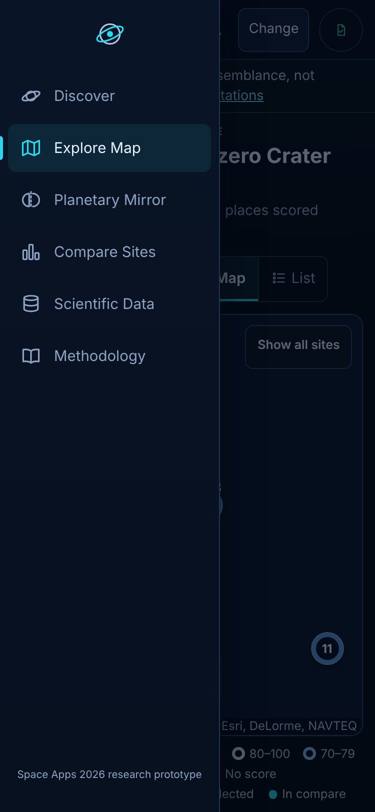 Change
semblance, not
tations
Discover
Explore Map
zero Crater
Planetary Mirror
places scored
Compare Sites
Map
List
Scientific Data
Show all sites
Methodology
11
Esri, DeLorme, NAVTEQ
80–100
70–79
Space Apps 2026 research prototype
No score
lected
In compare